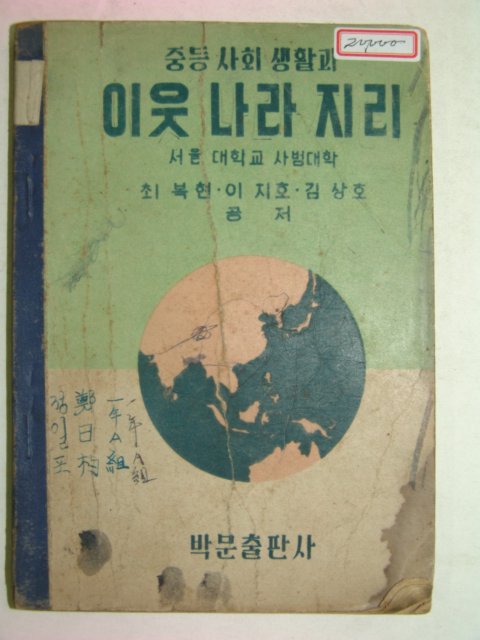 중등 사회 생활과
이웃 나라 지리
서울 대학교 사범대학
최 복현·이 지호·김 상호
공 저
一年A組
一年A組
鄭日杓
정일표
박문출판사